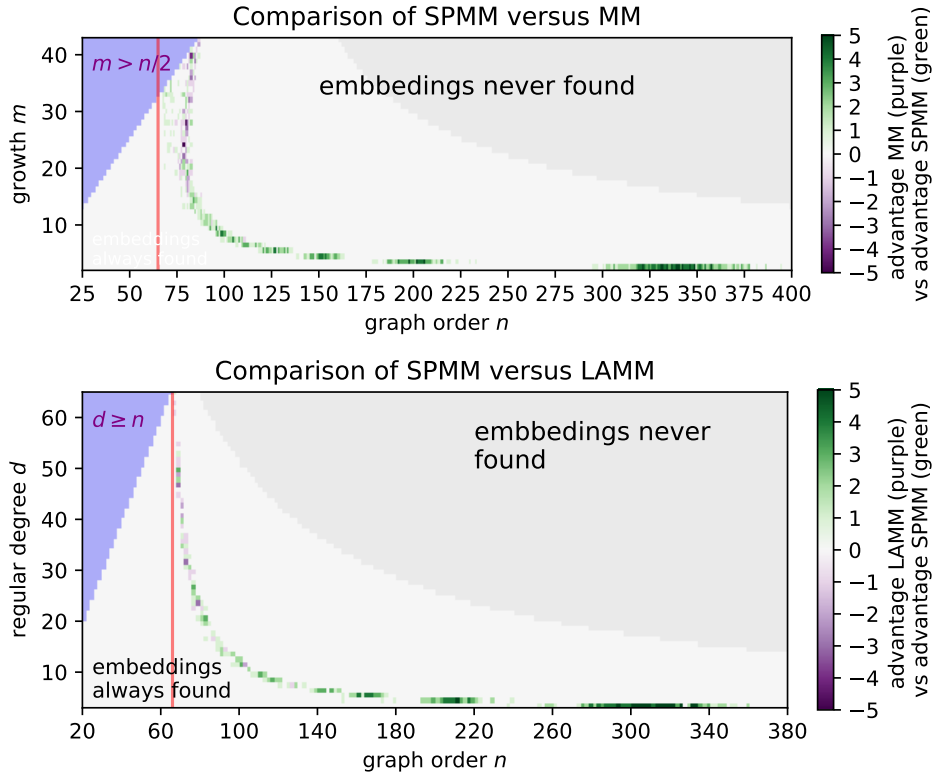 Comparison of SPMM versus MM
m > n/2
embbedings never found
embeddings
always found
growth m
40
30
20
10
25 50 75 100 125 150 175 200 225 250 275 300 325 350 375 400
graph order n
5
4
3
2
1
0
−1
−2
−3
−4
−5
advantage MM (purple)
vs advantage SPMM (green)
Comparison of SPMM versus LAMM
d ≥ n
embbedings never
found
embeddings
always found
regular degree d
60
50
40
30
20
10
20 60 100 140 180 220 260 300 340 380
graph order n
5
4
3
2
1
0
−1
−2
−3
−4
−5
advantage LAMM (purple)
vs advantage SPMM (green)